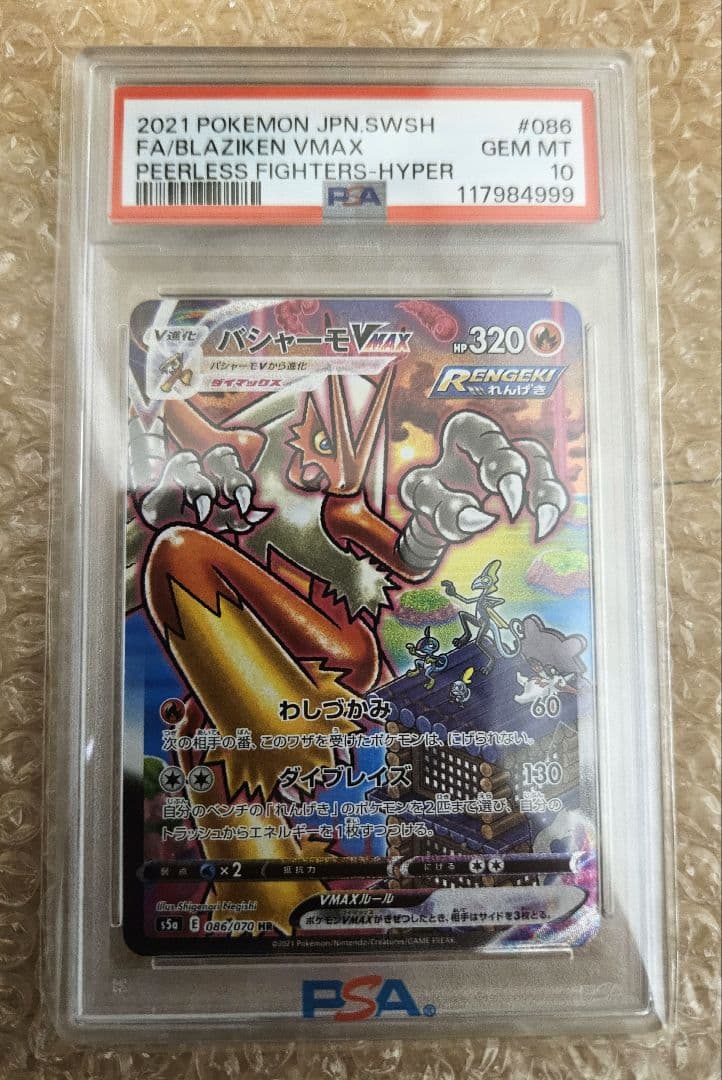 2021 POKEMON JPN.SWSH #086
FA/BLAZIKEN VMAX GEM MT
PEERLESS FIGHTERS-HYPER 10
PSA 117984999
V進化 バシャーモVMAX HP320
バシャーモVから進化
ダイマックス
RENGEKI
れんげき
わしづかみ 60
次の相手の番、このワザを受けたポケモンは、にげられない。
ダイブレイズ 130
自分のベンチの「れんげき」のポケモンを2匹まで選び、自分の
トラッシュからエネルギーを1枚ずつつける。
弱点 ×2 抵抗力 にげる
Illus.Shigenori Negishi
VMAXルール
ポケモンVMAXがきぜつしたとき、相手はサイドを3枚とる。
s5a E 086/070 HR
©2021 Pokémon/Nintendo/Creatures/GAME FREAK.
PSA